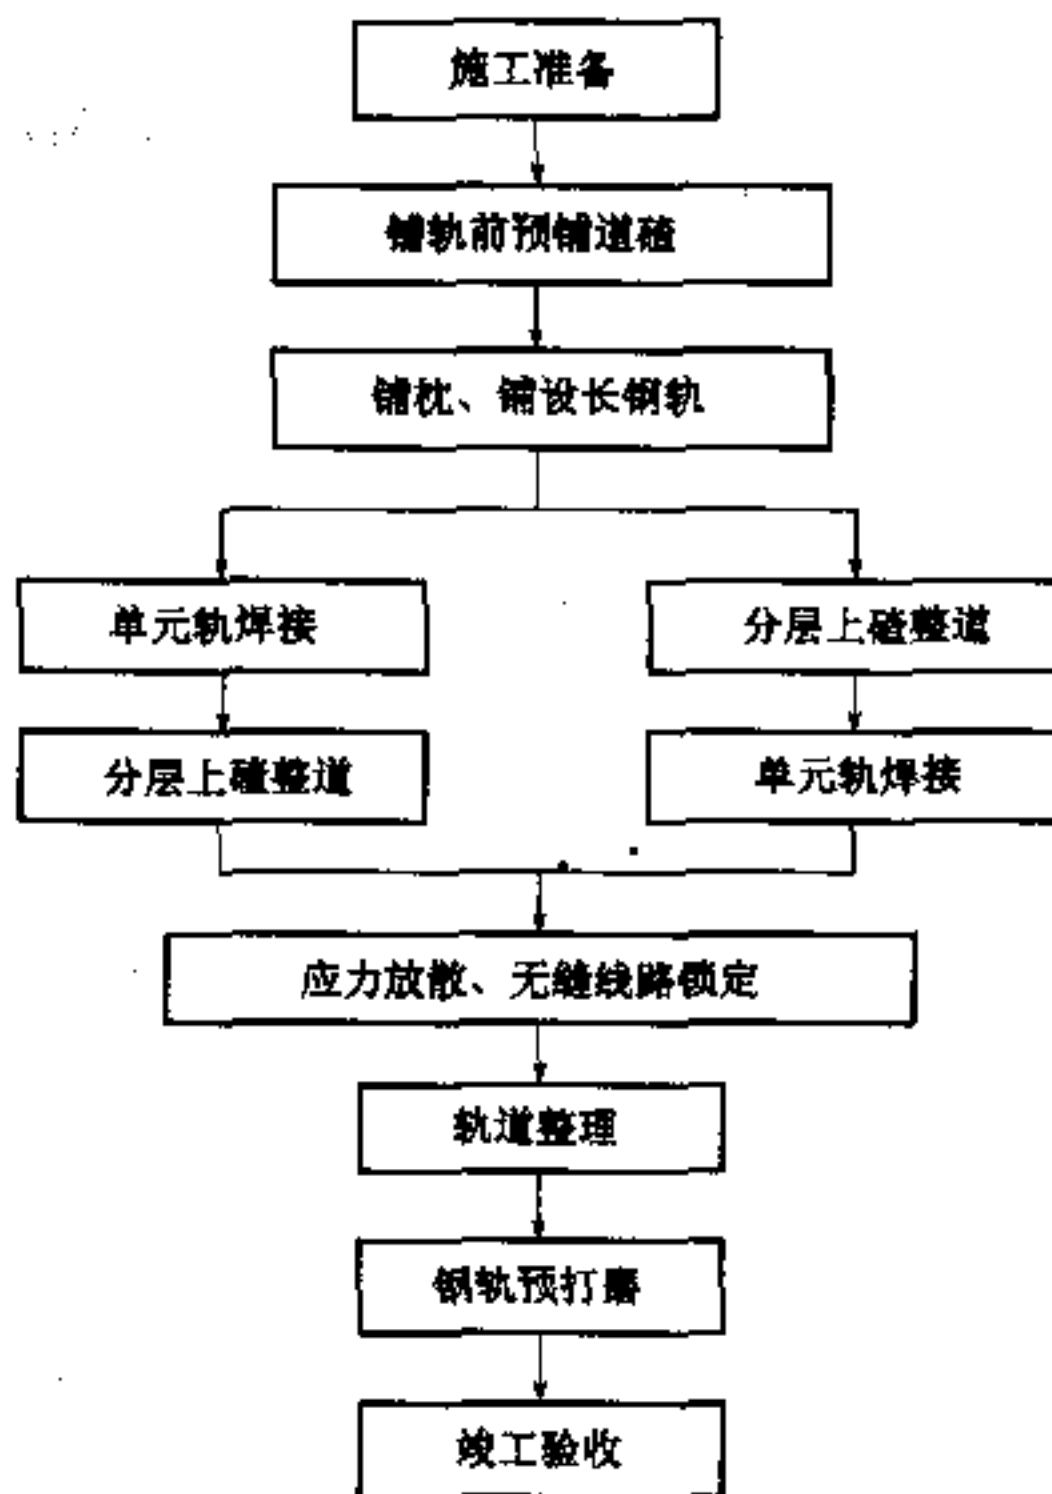 施工准备
铺轨前预铺道碴
铺枕、铺设长钢轨
单元轨焊接
分层上碴整道
分层上碴整道
单元轨焊接
应力放散、无缝线路锁定
轨道整理
钢轨预打磨
竣工验收